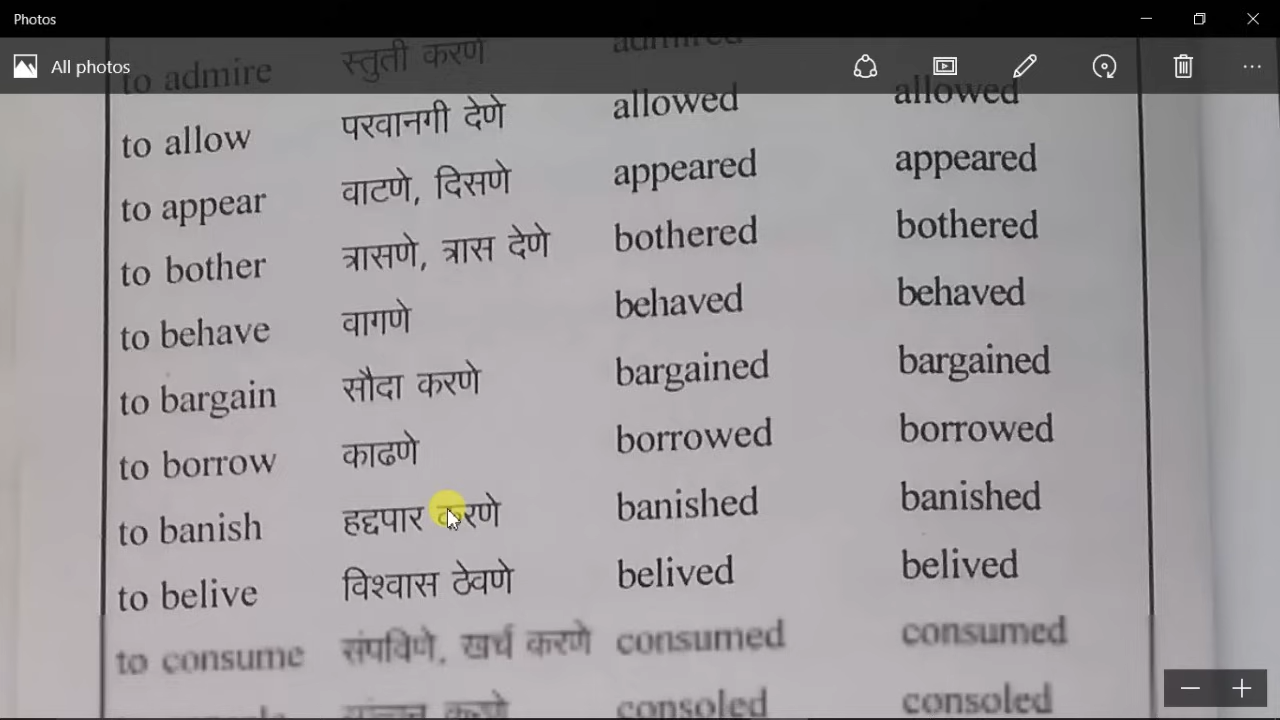 Photos
All photos
to admire स्तुती करणे admired
to allow परवानगी देणे allowed allowed
to appear वाटणे, दिसणे appeared appeared
to bother त्रासणे, त्रास देणे bothered bothered
to behave वागणे behaved behaved
to bargain सौदा करणे bargained bargained
to borrow काढणे borrowed borrowed
to banish हद्दपार करणे banished banished
to belive विश्वास ठेवणे belived belived
to consume संपविणे, खर्च करणे consumed consumed
करणे consoled consoled